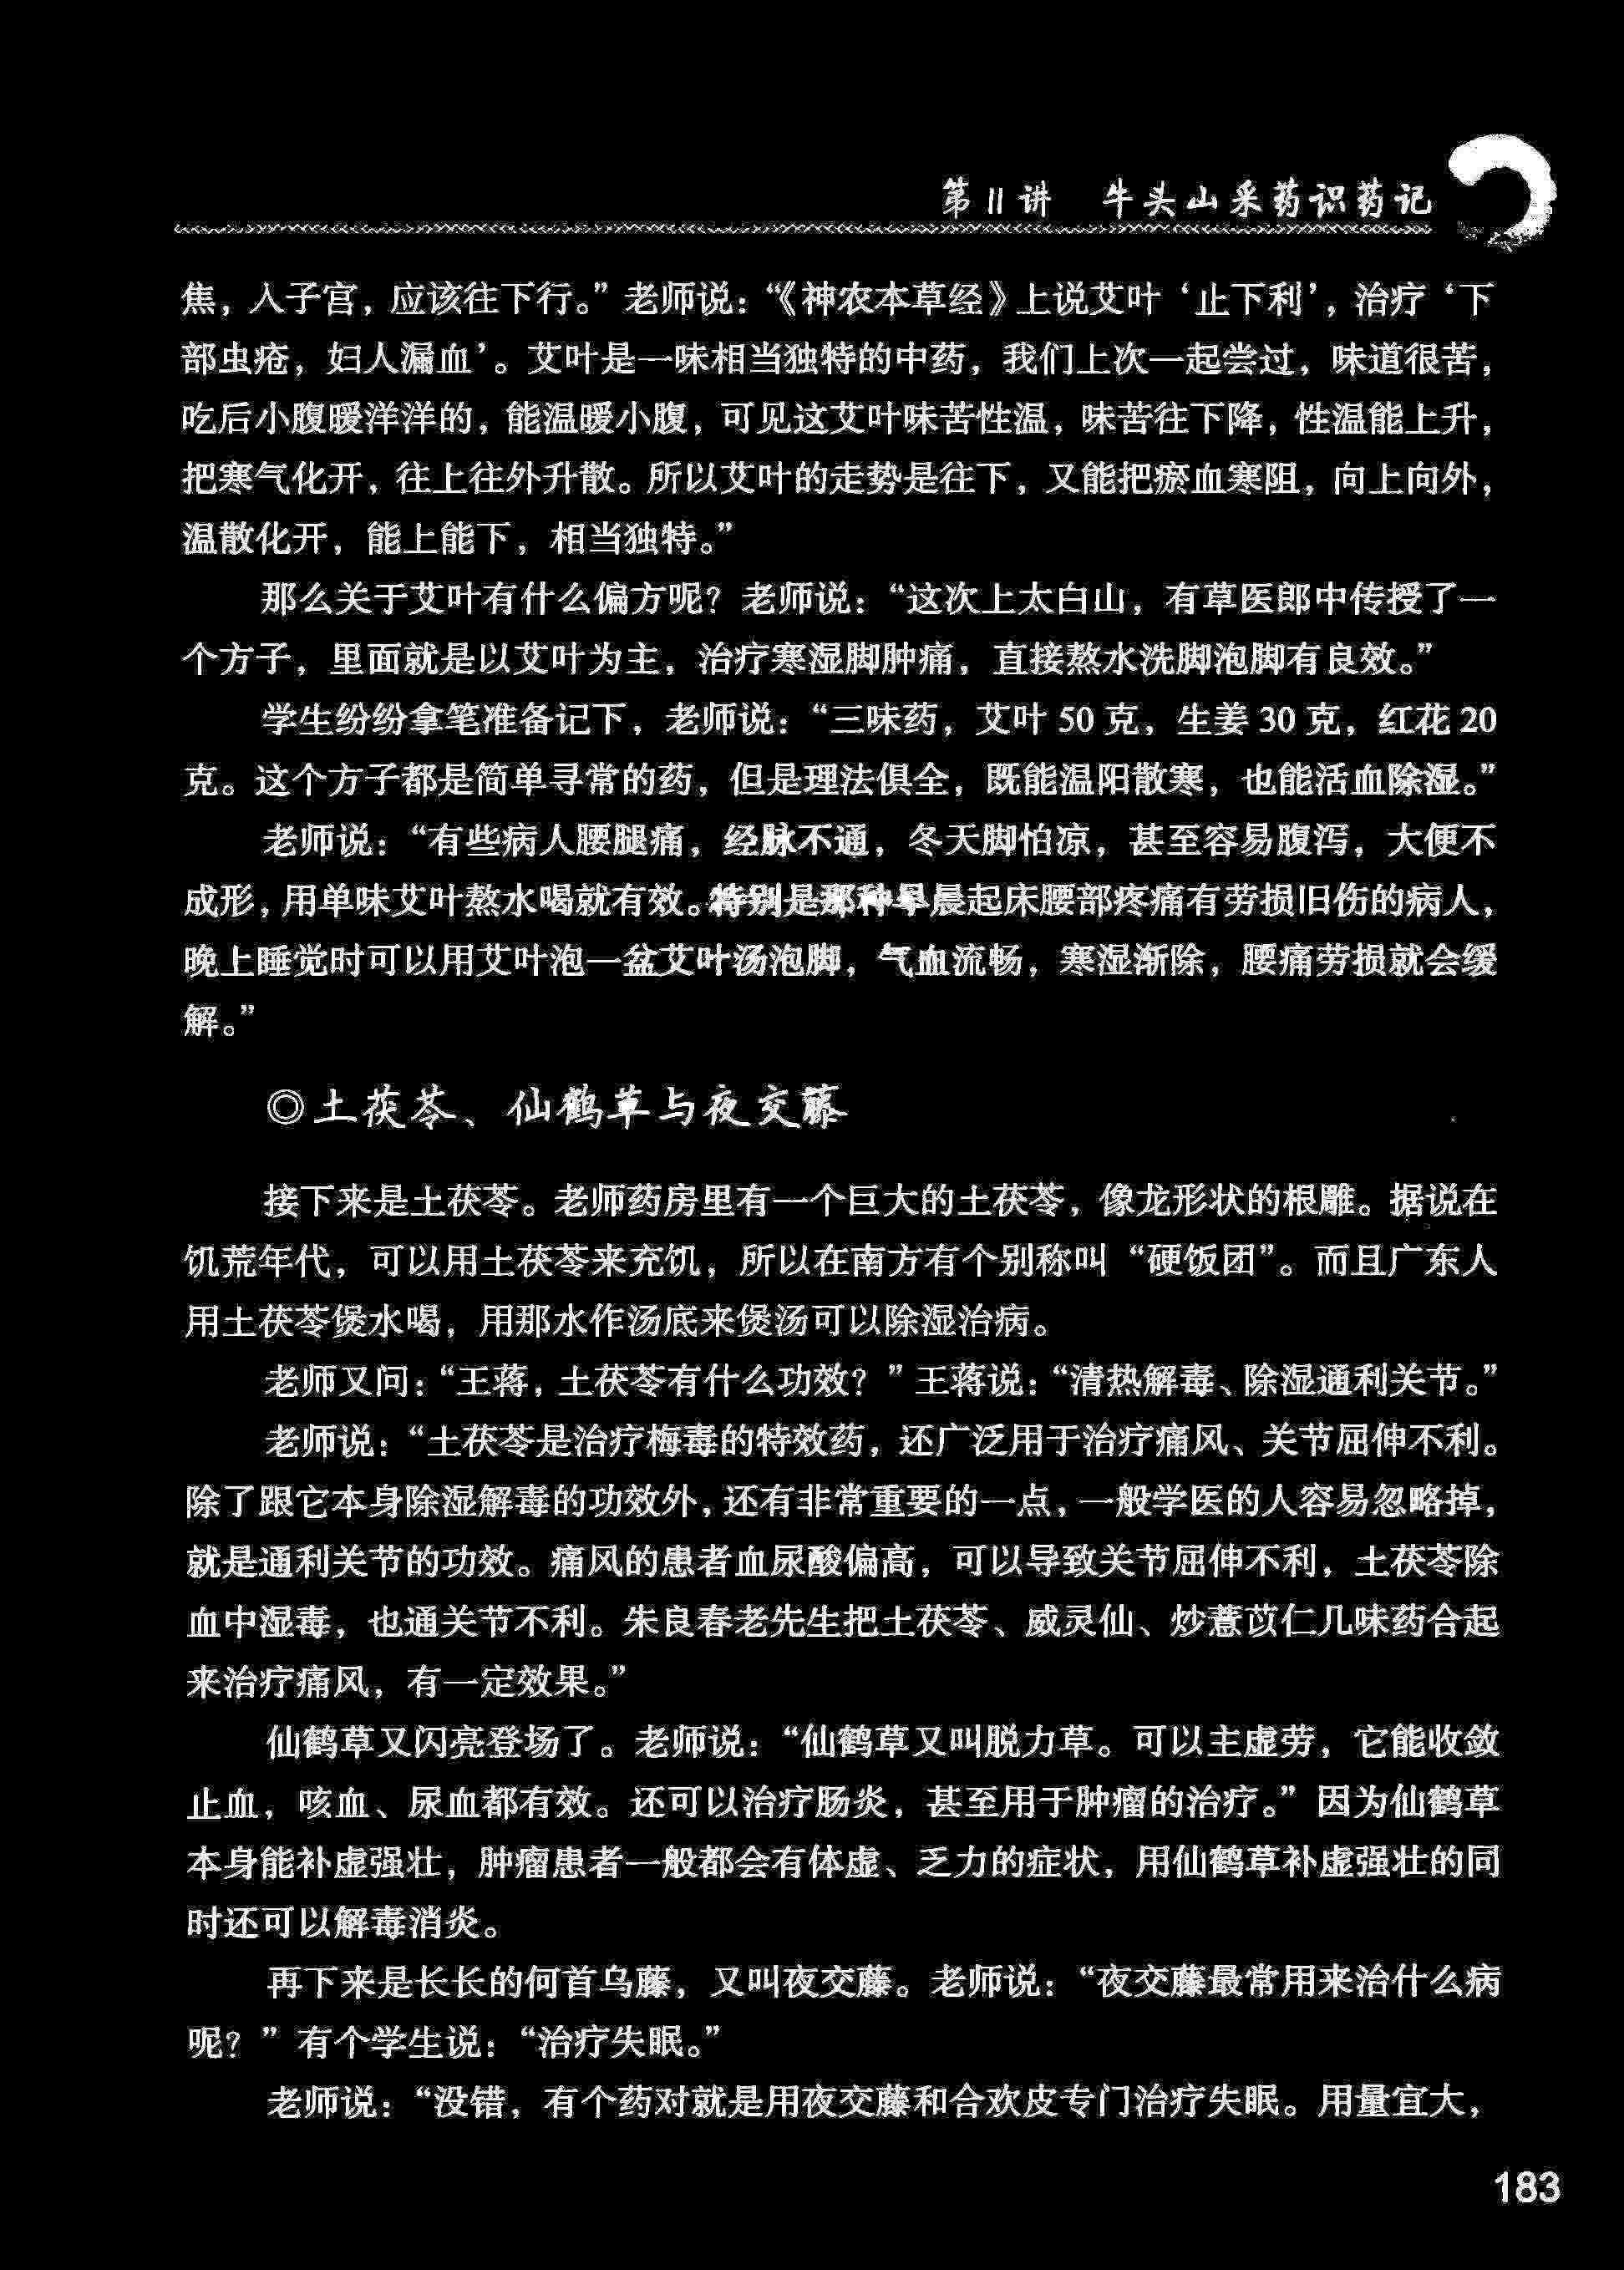 第11讲 牛头山采药识药记
焦，入子宫，应该往下行。”老师说：“《神农本草经》上说艾叶‘止下利’，治疗‘下
部虫疮，妇人漏血’。艾叶是一味相当独特的中药，我们上次一起尝过，味道很苦，
吃后小腹暖洋洋的，能温暖小腹，可见这艾叶味苦性温，味苦往下降，性温能上升，
把寒气化开，往上往外升散。所以艾叶的走势是往下，又能把瘀血寒阻，向上向外，
温散化开，能上能下，相当独特。”
那么关于艾叶有什么偏方呢？老师说：“这次上太白山，有草医郎中传授了一
个方子，里面就是以艾叶为主，治疗寒湿脚肿痛，直接熬水洗脚泡脚有良效。”
学生纷纷拿笔准备记下，老师说：“三味药，艾叶50克，生姜30克，红花20
克。这个方子都是简单寻常的药，但是理法俱全，既能温阳散寒，也能活血除湿。”
老师说：“有些病人腰腿痛，经脉不通，冬天脚怕凉，甚至容易腹泻，大便不
成形，用单味艾叶熬水喝就有效。特别是那种早晨起床腰部疼痛有劳损旧伤的病人，
晚上睡觉时可以用艾叶泡一盆艾叶汤泡脚，气血流畅，寒湿渐除，腰痛劳损就会缓
解。”
◎土茯苓、仙鹤草与夜交藤
接下来是土茯苓。老师药房里有一个巨大的土茯苓，像龙形状的根雕。据说在
饥荒年代，可以用土茯苓来充饥，所以在南方有个别称叫“硬饭团”。而且广东人
用土茯苓煲水喝，用那水作汤底来煲汤可以除湿治病。
老师又问：“王蒋，土茯苓有什么功效？”王蒋说：“清热解毒、除湿通利关节。”
老师说：“土茯苓是治疗梅毒的特效药，还广泛用于治疗痛风、关节屈伸不利。
除了跟它本身除湿解毒的功效外，还有非常重要的一点，一般学医的人容易忽略掉，
就是通利关节的功效。痛风的患者血尿酸偏高，可以导致关节屈伸不利，土茯苓除
血中湿毒，也通关节不利。朱良春老先生把土茯苓、威灵仙、炒薏苡仁几味药合起
来治疗痛风，有一定效果。”
仙鹤草又闪亮登场了。老师说：“仙鹤草又叫脱力草。可以主虚劳，它能收敛
止血，咳血、尿血都有效。还可以治疗肠炎，甚至用于肿瘤的治疗。”因为仙鹤草
本身能补虚强壮，肿瘤患者一般都会有体虚、乏力的症状，用仙鹤草补虚强壮的同
时还可以解毒消炎。
再下来是长长的何首乌藤，又叫夜交藤。老师说：“夜交藤最常用来治什么病
呢？”有个学生说：“治疗失眠。”
老师说：“没错，有个药对就是用夜交藤和合欢皮专门治疗失眠。用量宜大，
183